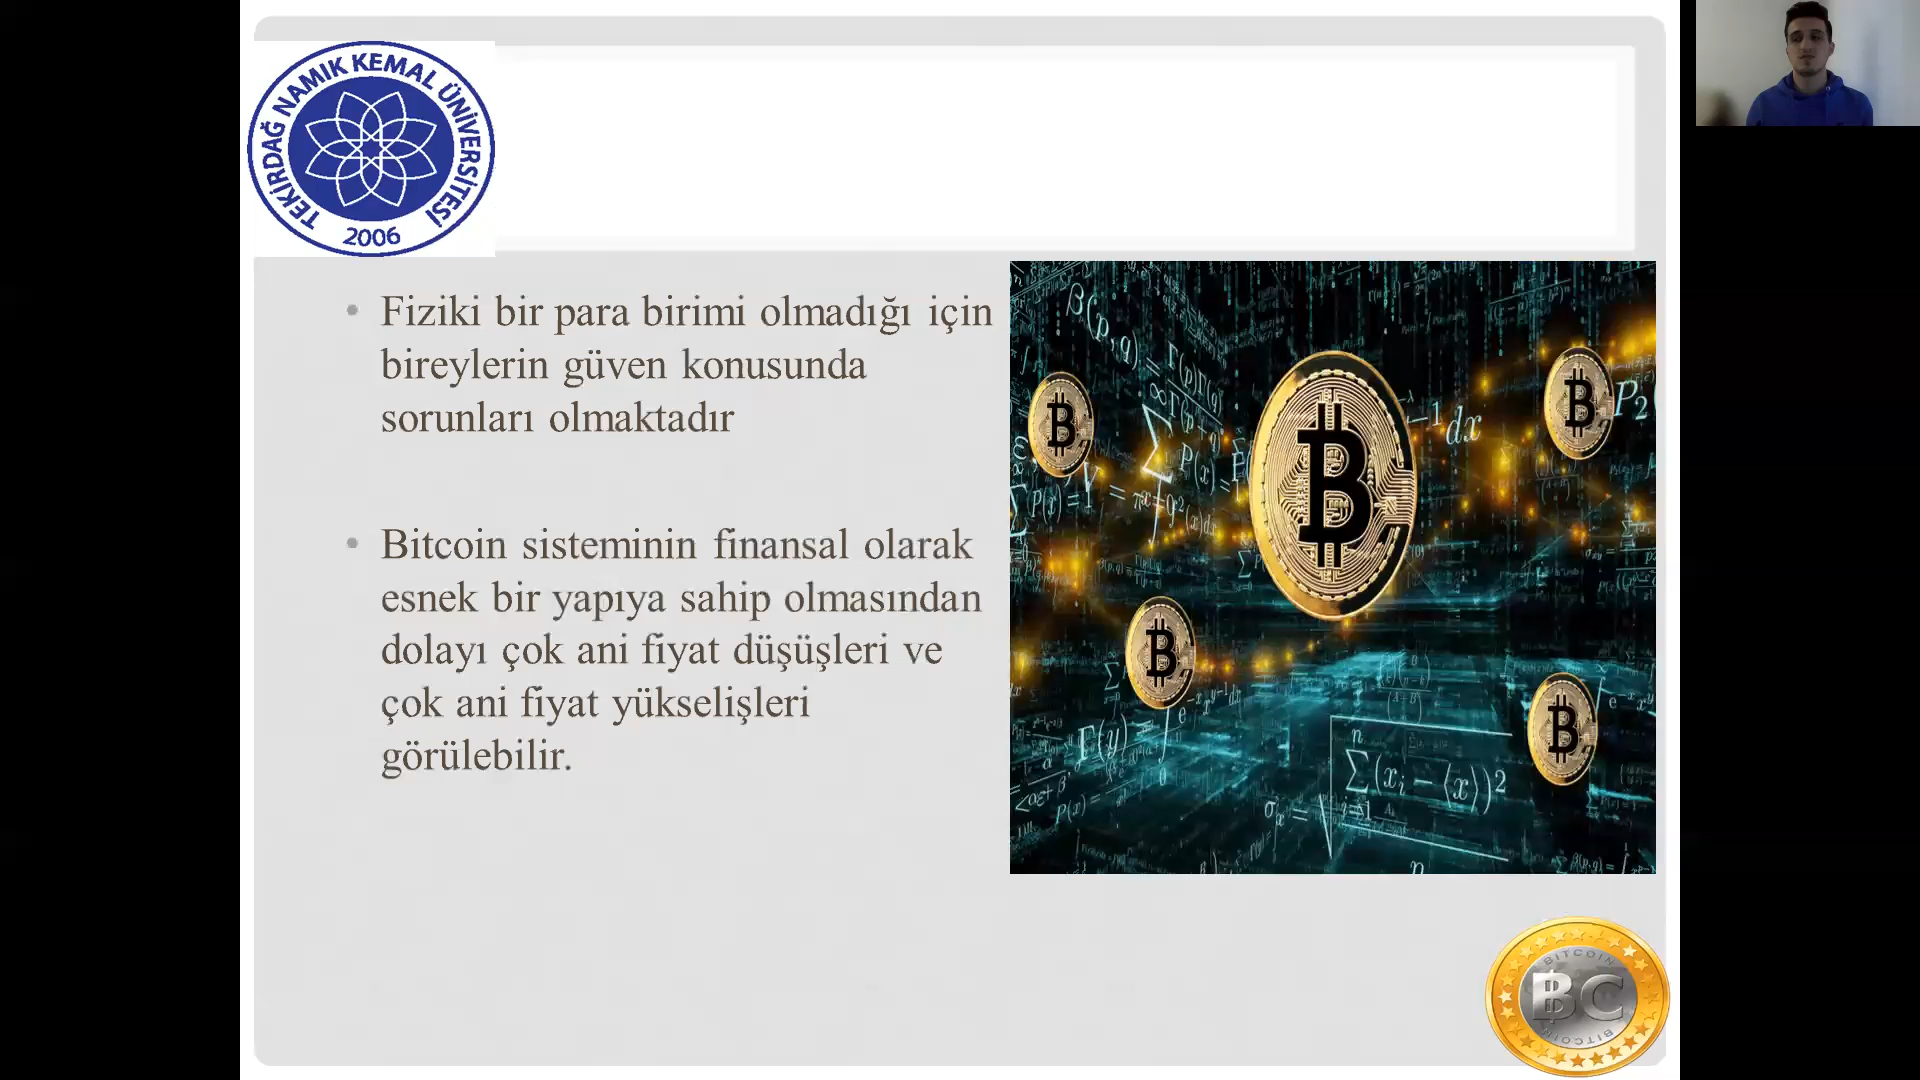 TEKİRDAĞ NAMIK KEMAL ÜNİVERSİTESİ
2006
• Fiziki bir para birimi olmadığı için
bireylerin güven konusunda
sorunları olmaktadır
• Bitcoin sisteminin finansal olarak
esnek bir yapıya sahip olmasından
dolayı çok ani fiyat düşüşleri ve
çok ani fiyat yükselişleri
görülebilir.
BITCOIN
BC
BITCOIN